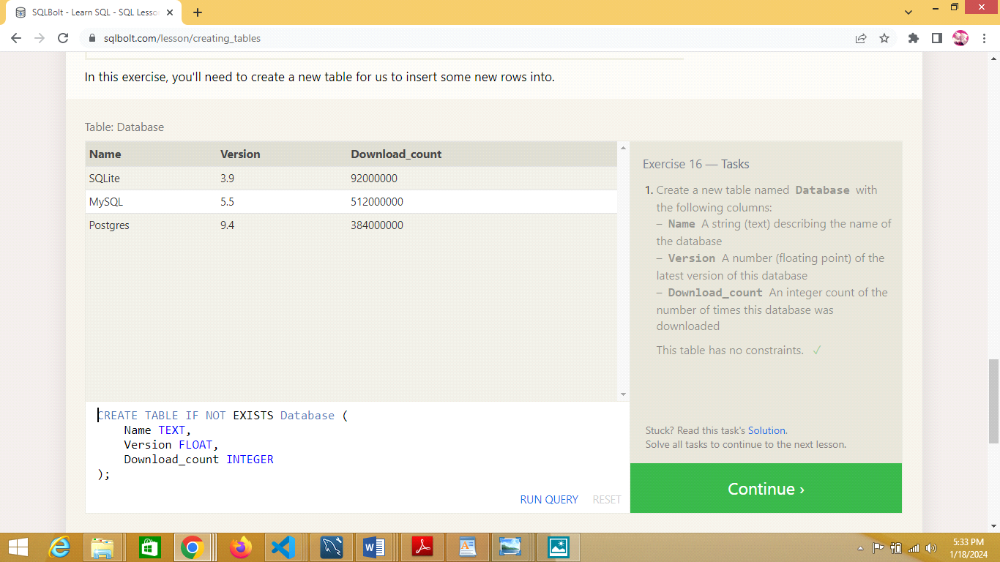 SQLBolt - Learn SQL - SQL Lesson
sqlbolt.com/lesson/creating_tables
In this exercise, you'll need to create a new table for us to insert some new rows into.
Table: Database
Name Version Download_count
SQLite 3.9 92000000
MySQL 5.5 512000000
Postgres 9.4 384000000
CREATE TABLE IF NOT EXISTS Database (
Name TEXT,
Version FLOAT,
Download_count INTEGER
);
RUN QUERY RESET
Exercise 16 — Tasks
1. Create a new table named Database with
the following columns:
– Name A string (text) describing the name of
the database
– Version A number (floating point) of the
latest version of this database
– Download_count An integer count of the
number of times this database was
downloaded
This table has no constraints. ✓
Stuck? Read this task's Solution.
Solve all tasks to continue to the next lesson.
Continue ›
5:33 PM
1/18/2024